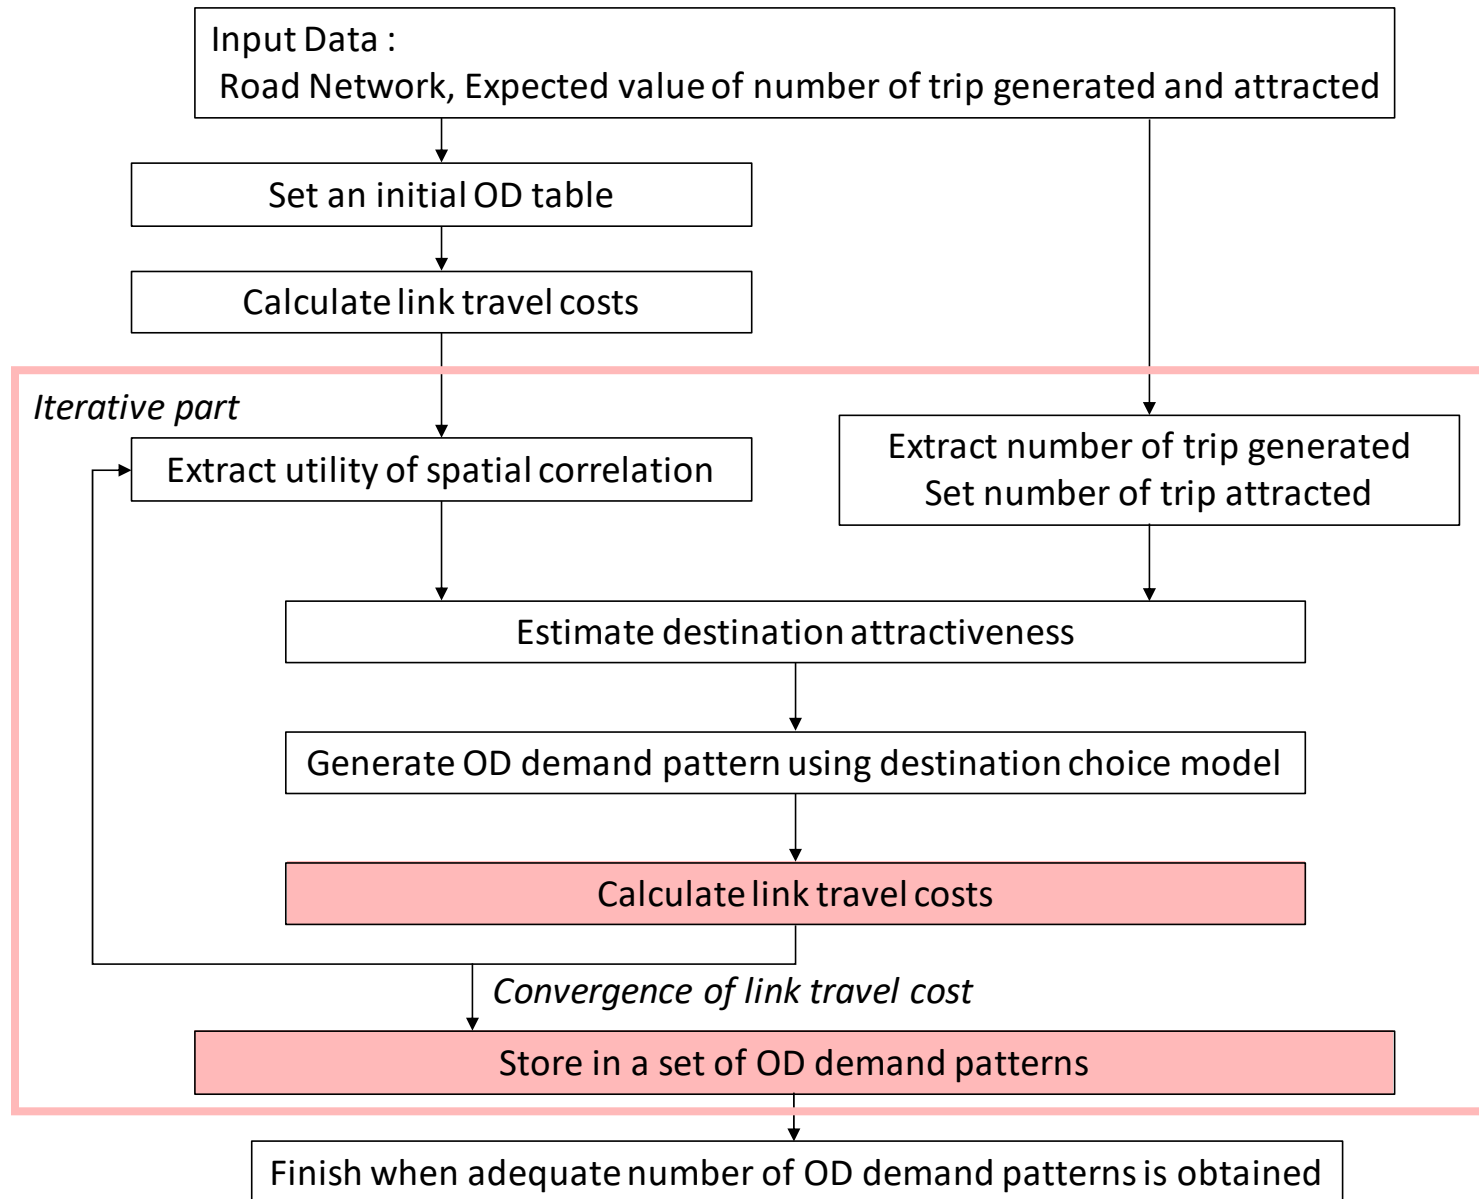 Input Data :
Road Network, Expected value of number of trip generated and attracted
Set an initial OD table
Calculate link travel costs
Iterative part
Extract utility of spatial correlation
Extract number of trip generated
Set number of trip attracted
Estimate destination attractiveness
Generate OD demand pattern using destination choice model
Calculate link travel costs
Convergence of link travel cost
Store in a set of OD demand patterns
Finish when adequate number of OD demand patterns is obtained